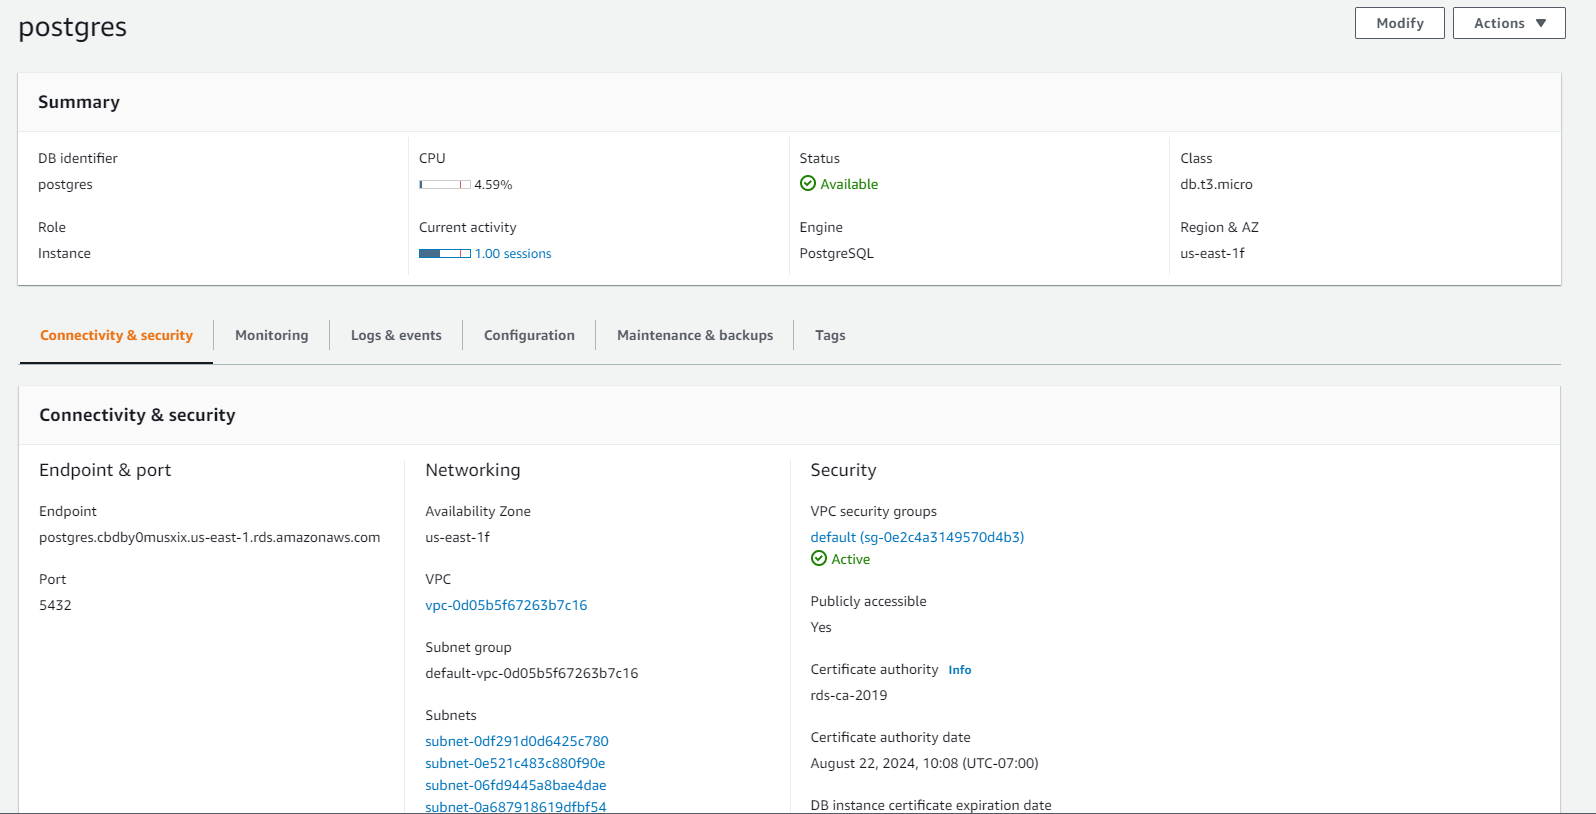 postgres
Modify
Actions
Summary
DB identifier
postgres
Role
Instance
CPU
4.59%
Current activity
1.00 sessions
Status
Available
Engine
PostgreSQL
Class
db.t3.micro
Region & AZ
us-east-1f
Connectivity & security
Monitoring
Logs & events
Configuration
Maintenance & backups
Tags
Connectivity & security
Endpoint & port
Endpoint
postgres.cbdby0musxix.us-east-1.rds.amazonaws.com
Port
5432
Networking
Availability Zone
us-east-1f
VPC
vpc-0d05b5f67263b7c16
Subnet group
default-vpc-0d05b5f67263b7c16
Subnets
subnet-0df291d0d6425c780
subnet-0e521c483c880f90e
subnet-06fd9445a8bae4dae
subnet-0a687918619dfbf54
Security
VPC security groups
default (sg-0e2c4a3149570d4b3)
Active
Publicly accessible
Yes
Certificate authority Info
rds-ca-2019
Certificate authority date
August 22, 2024, 10:08 (UTC-07:00)
DB instance certificate expiration date